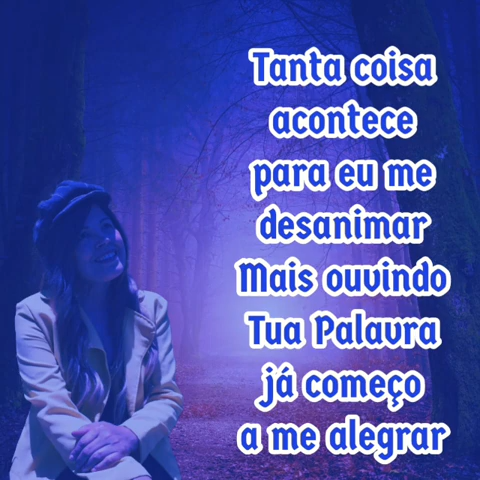 Tanta coisa
acontece
para eu me
desanimar
Mais ouvindo
Tua Palavra
já começo
a me alegrar